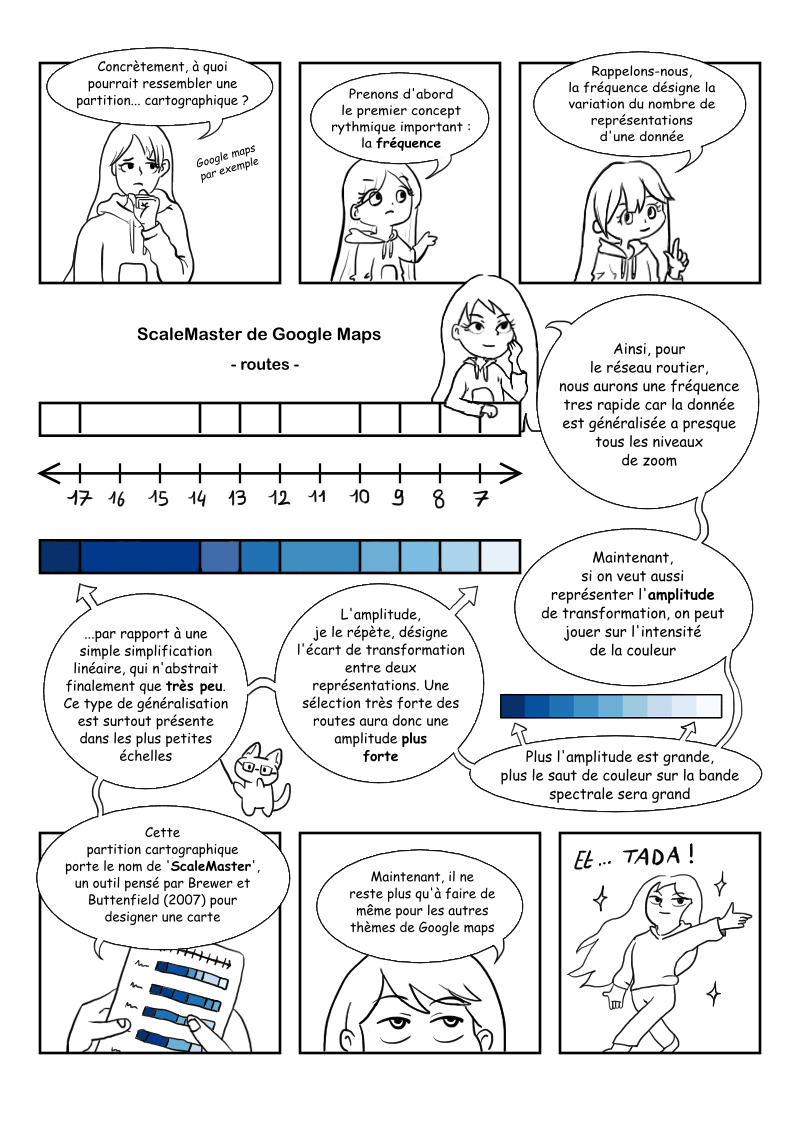 Concrètement, à quoi
pourrait ressembler une
partition... cartographique ?
Google maps
par exemple
Prenons d'abord
le premier concept
rythmique important :
la fréquence
Rappelons-nous,
la fréquence désigne la
variation du nombre de
représentations
d'une donnée
ScaleMaster de Google Maps
- routes -
Ainsi, pour
le réseau routier,
nous aurons une fréquence
tres rapide car la donnée
est généralisée a presque
tous les niveaux
de zoom
17 16 15 14 13 12 11 10 9 8 7
Maintenant,
si on veut aussi
représenter l'amplitude
de transformation, on peut
jouer sur l'intensité
de la couleur
Plus l'amplitude est grande,
plus le saut de couleur sur la bande
spectrale sera grand
L'amplitude,
je le répète, désigne
l'écart de transformation
entre deux
représentations. Une
sélection très forte des
routes aura donc une
amplitude plus
forte
...par rapport à une
simple simplification
linéaire, qui n'abstrait
finalement que très peu.
Ce type de généralisation
est surtout présente
dans les plus petites
échelles
Cette
partition cartographique
porte le nom de 'ScaleMaster',
un outil pensé par Brewer et
Buttenfield (2007) pour
designer une carte
Maintenant, il ne
reste plus qu'à faire de
même pour les autres
thèmes de Google maps
Et... TADA !